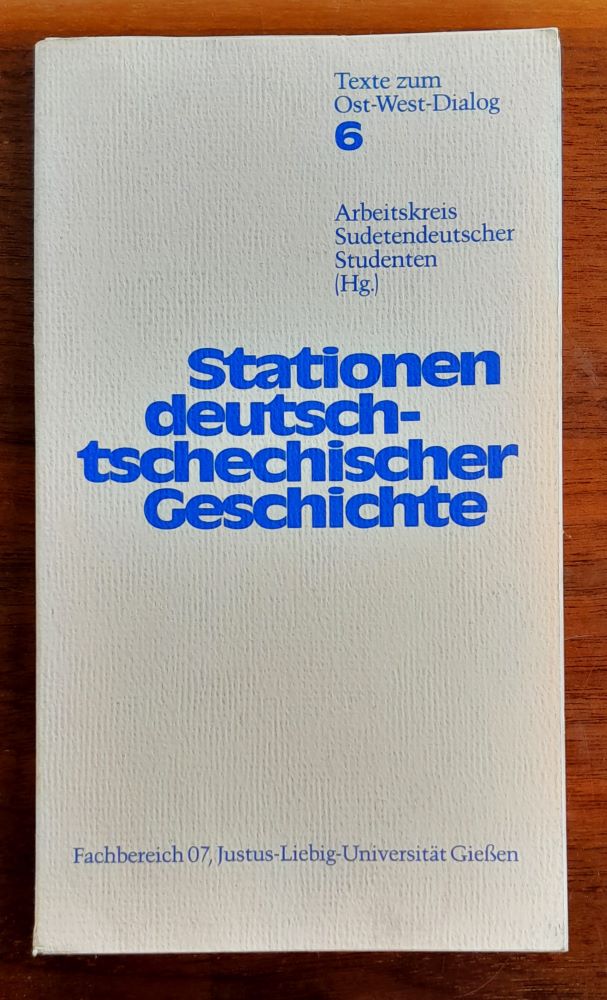 Texte zum
Ost-West-Dialog
6
Arbeitskreis
Sudetendeutscher
Studenten
(Hg.)
Stationen
deutsch-
tschechischer
Geschichte
Fachbereich 07, Justus-Liebig-Universität Gießen